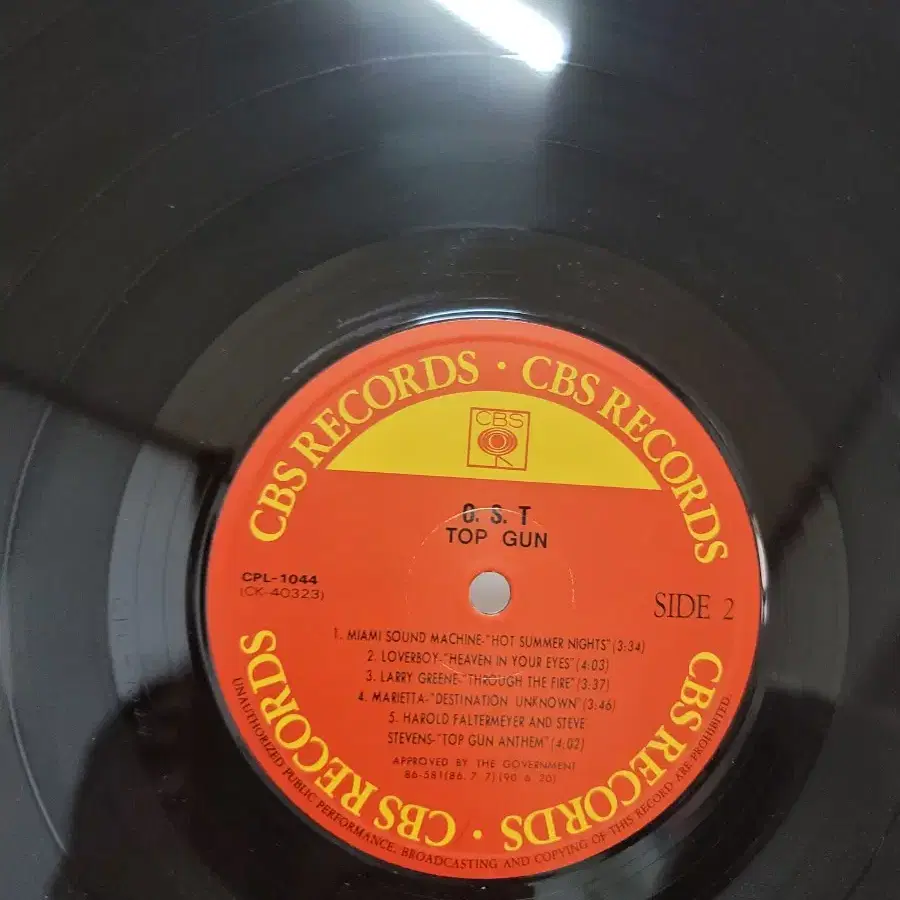 CBS RECORDS · CBS RECORDS
CBS
O. S. T
TOP GUN
CPL-1044
(CK-40323)
SIDE 2
1. MIAMI SOUND MACHINE-"HOT SUMMER NIGHTS" (3:34)
2. LOVERBOY-"HEAVEN IN YOUR EYES" (4:03)
3. LARRY GREENE-"THROUGH THE FIRE" (3:37)
4. MARIETTA-"DESTINATION UNKNOWN" (3:46)
5. HAROLD FALTERMEYER AND STEVE
STEVENS-"TOP GUN ANTHEM" (4:02)
APPROVED BY THE GOVERNMENT
86-581(86. 7. 7)(90. 6. 20)
CBS RECORDS · CBS RECORDS
UNAUTHORIZED PUBLIC PERFORMANCE, BROADCASTING AND COPYING OF THIS RECORD ARE PROHIBITED.